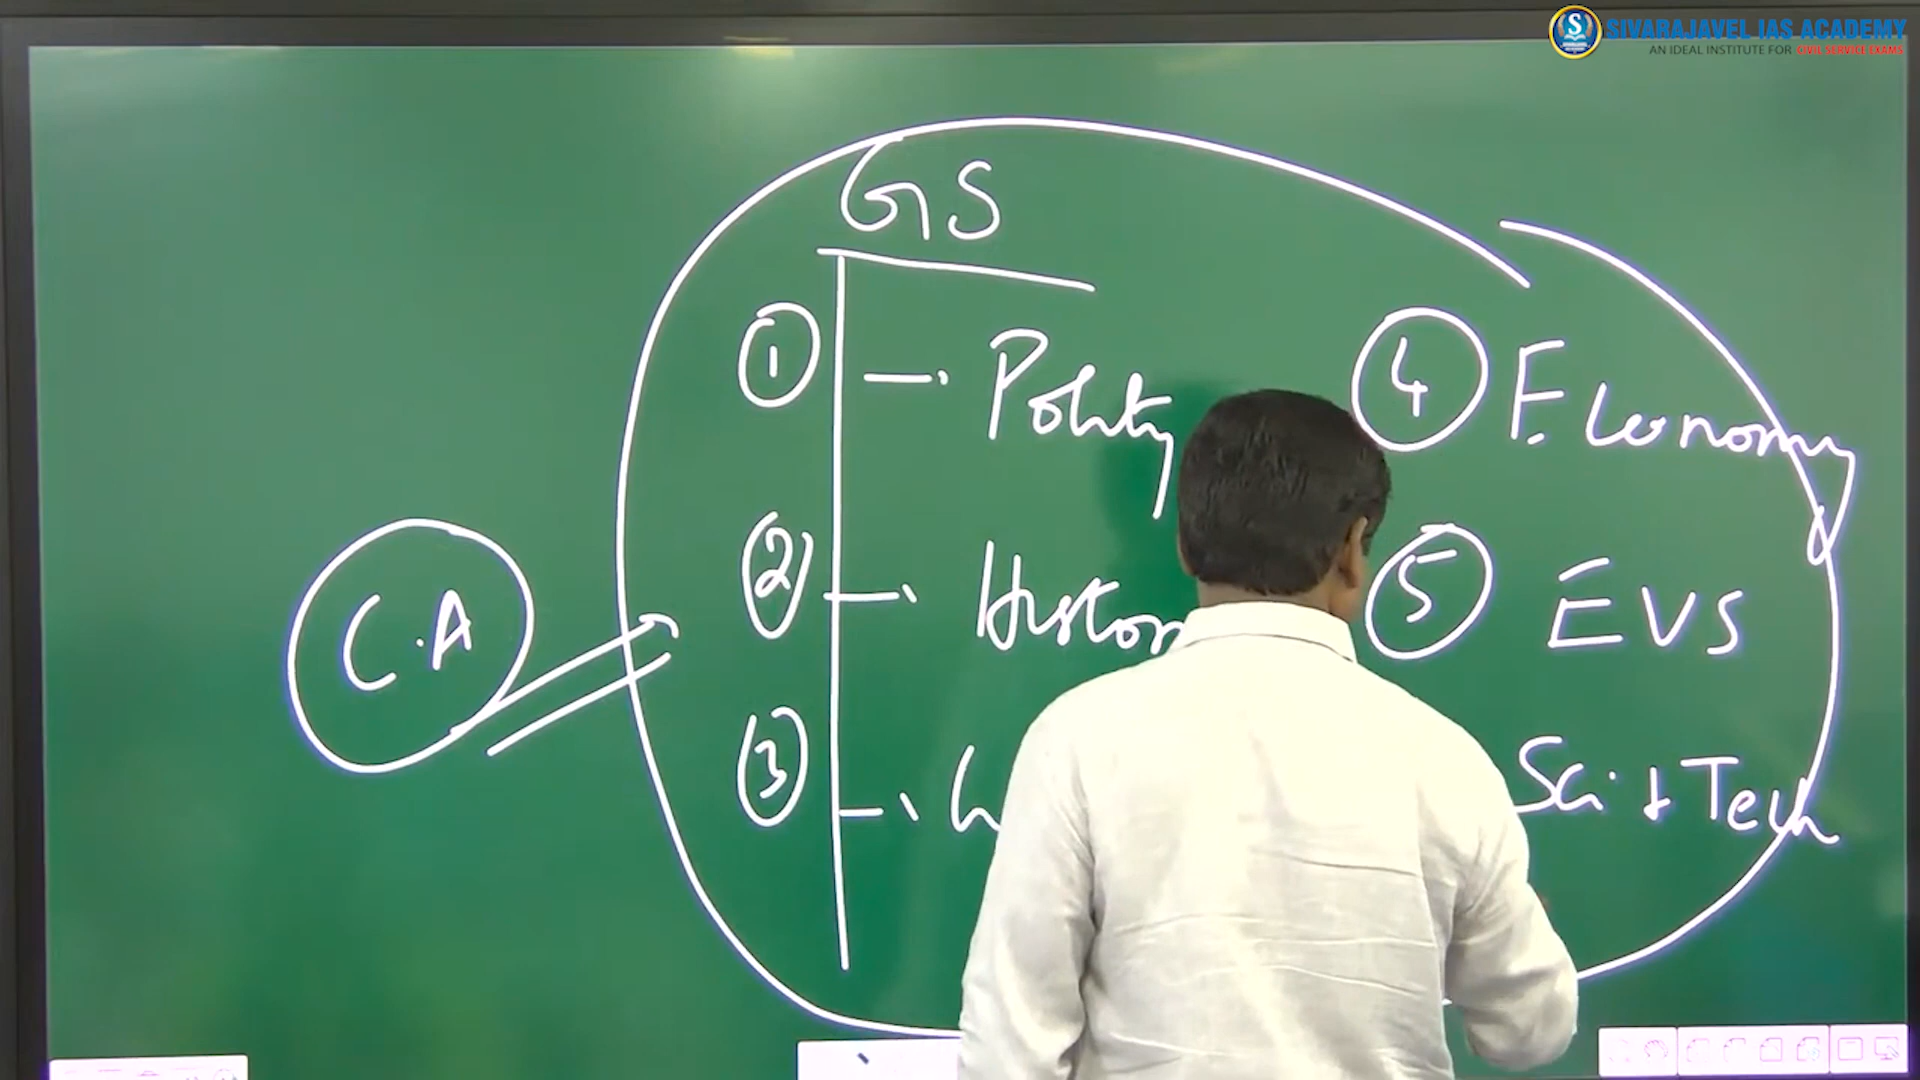 SIVARAJAVEL IAS ACADEMY
AN IDEAL INSTITUTE FOR CIVIL SERVICE EXAMS
GS
1 Polity
2
3
4 Economy
5 EVS
Sci + Tech
C.A